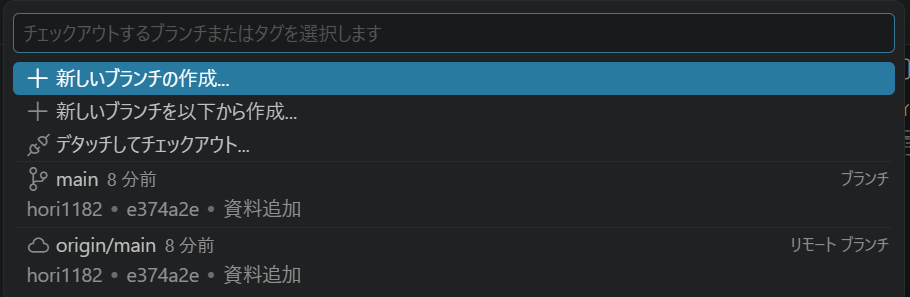 チェックアウトするブランチまたはタグを選択します
新しいブランチの作成...
新しいブランチを以下から作成...
デタッチしてチェックアウト...
main 8 分前 ブランチ
hori1182 • e374a2e • 資料追加
origin/main 8 分前 リモート ブランチ
hori1182 • e374a2e • 資料追加